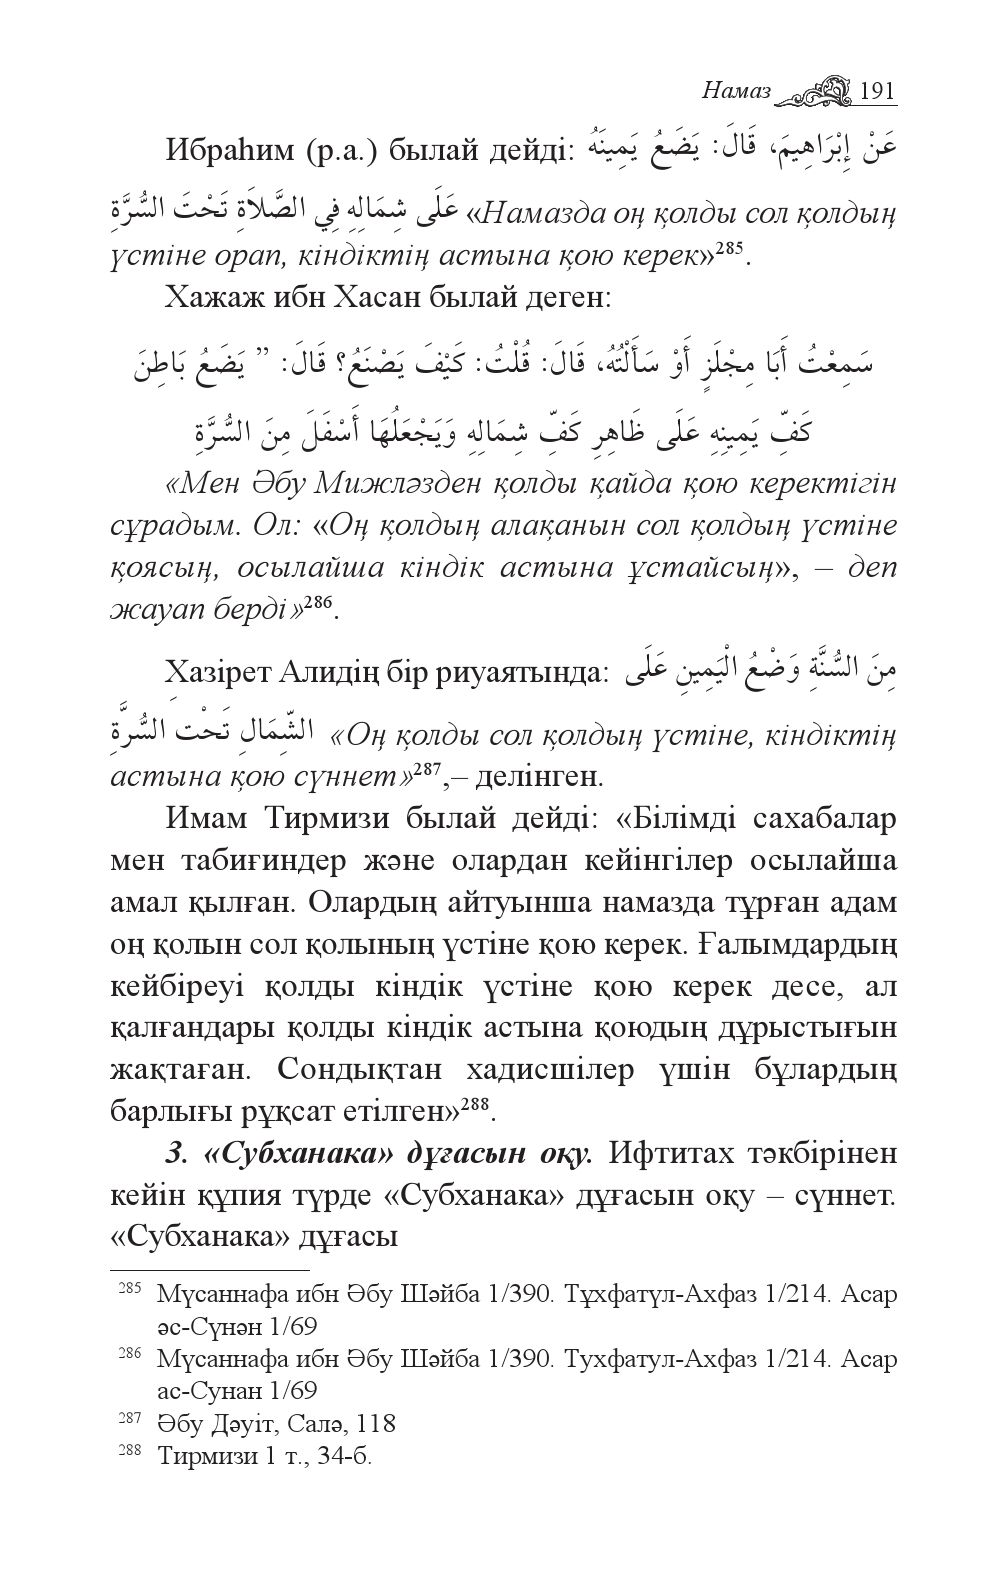 Намаз 191
Ибраһим (р.а.) былай дейді: عَنْ إِبْرَاهِيمَ، قَالَ: يَضَعُ يَمِينَهُ
عَلَى شِمَالِهِ فِي الصَّلاَةِ تَحْتَ السُّرَّةِ «Намазда оң қолды сол қолдың
үстіне орап, кіндіктің астына қою керек»²⁸⁵.
Хажаж ибн Хасан былай деген:
سَمِعْتُ أَبَا مِجْلَزٍ أَوْ سَأَلْتُهُ، قَالَ: قُلْتُ: كَيْفَ يَصْنَعُ؟ قَالَ: ” يَضَعُ بَاطِنَ
كَفِّ يَمِينِهِ عَلَى ظَاهِرِ كَفِّ شِمَالِهِ وَيَجْعَلُهَا أَسْفَلَ مِنَ السُّرَّةِ
«Мен Әбу Мижләзден қолды қайда қою керектігін
сұрадым. Ол: «Оң қолдың алақанын сол қолдың үстіне
қоясың, осылайша кіндік астына ұстайсың», – деп
жауап берді»²⁸⁶.
Хазірет Алидің бір риуаятында: مِنَ السُّنَّةِ وَضْعُ الْيَمِينِ عَلَى
الشِّمَالِ تَحْت السُّرَّةِ «Оң қолды сол қолдың үстіне, кіндіктің
астына қою сүннет»²⁸⁷,– делінген.
Имам Тирмизи былай дейді: «Білімді сахабалар
мен табиғиндер және олардан кейінгілер осылайша
амал қылған. Олардың айтуынша намазда тұрған адам
оң қолын сол қолының үстіне қою керек. Ғалымдардың
кейбіреуі қолды кіндік үстіне қою керек десе, ал
қалғандары қолды кіндік астына қоюдың дұрыстығын
жақтаған. Сондықтан хадисшілер үшін бұлардың
барлығы рұқсат етілген»²⁸⁸.
3. «Субханака» дұғасын оқу. Ифтитах тәкбірінен
кейін құпия түрде «Субханака» дұғасын оқу – сүннет.
«Субханака» дұғасы
285 Мүсаннафа ибн Әбу Шәйба 1/390. Тұхфатүл-Ахфаз 1/214. Асар
әс-Сүнән 1/69
286 Мүсаннафа ибн Әбу Шәйба 1/390. Тухфатул-Ахфаз 1/214. Асар
ас-Сунан 1/69
287 Әбу Дәуіт, Салә, 118
288 Тирмизи 1 т., 34-б.